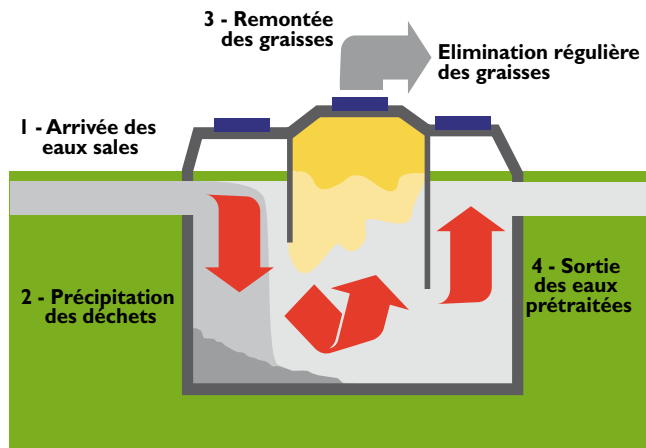 3 - Remontée
des graisses
Elimination régulière
des graisses
1 - Arrivée des
eaux sales
2 - Précipitation
des déchets
4 - Sortie
des eaux
prétraitées